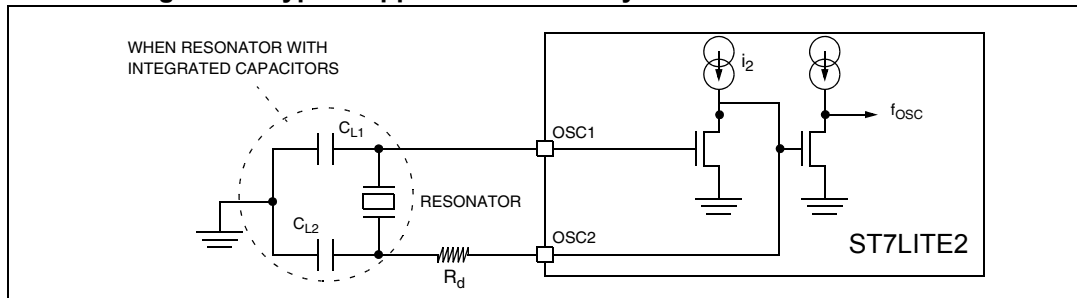 WHEN RESONATOR WITH
INTEGRATED CAPACITORS
CL1
OSC1
i2
fOSC
RESONATOR
CL2
OSC2
Rd
ST7LITE2